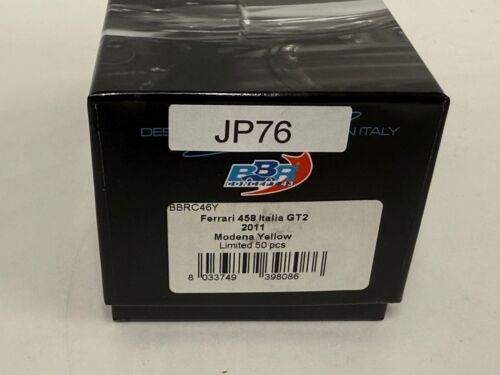 JP76
DES
N ITALY
BBR
CONCEPT 43
BBRC46Y
Ferrari 458 Italia GT2
2011
Modena Yellow
Limited 50 pcs
8 033749 398086